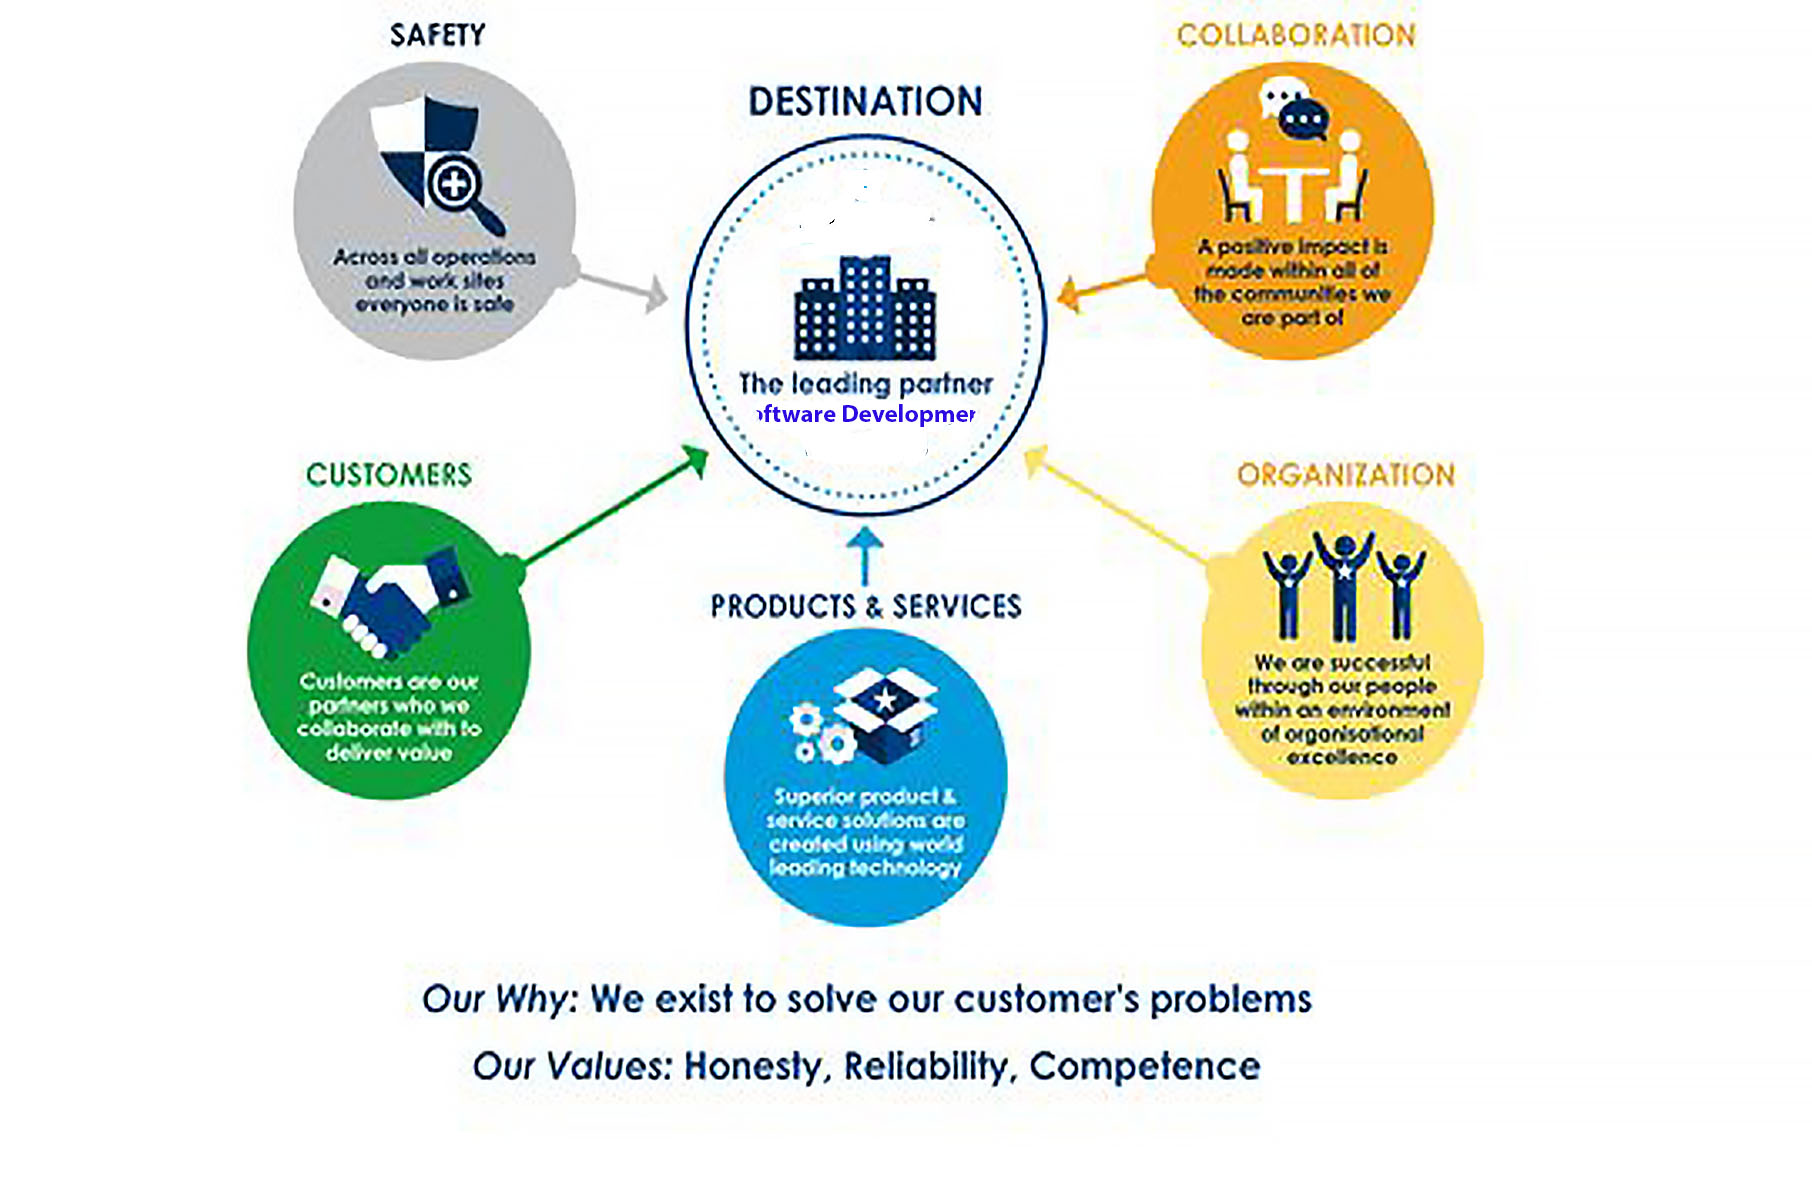 SAFETY
Across all operations
and work sites
everyone is safe
DESTINATION
The leading partner
oftware Developmen
COLLABORATION
A positive impact is
made within all of
the communities we
are part of
CUSTOMERS
Customers are our
partners who we
collaborate with to
deliver value
PRODUCTS & SERVICES
Superior product &
service solutions are
created using world
leading technology
ORGANIZATION
We are successful
through our people
within an environment
of organisational
excellence
Our Why: We exist to solve our customer's problems
Our Values: Honesty, Reliability, Competence